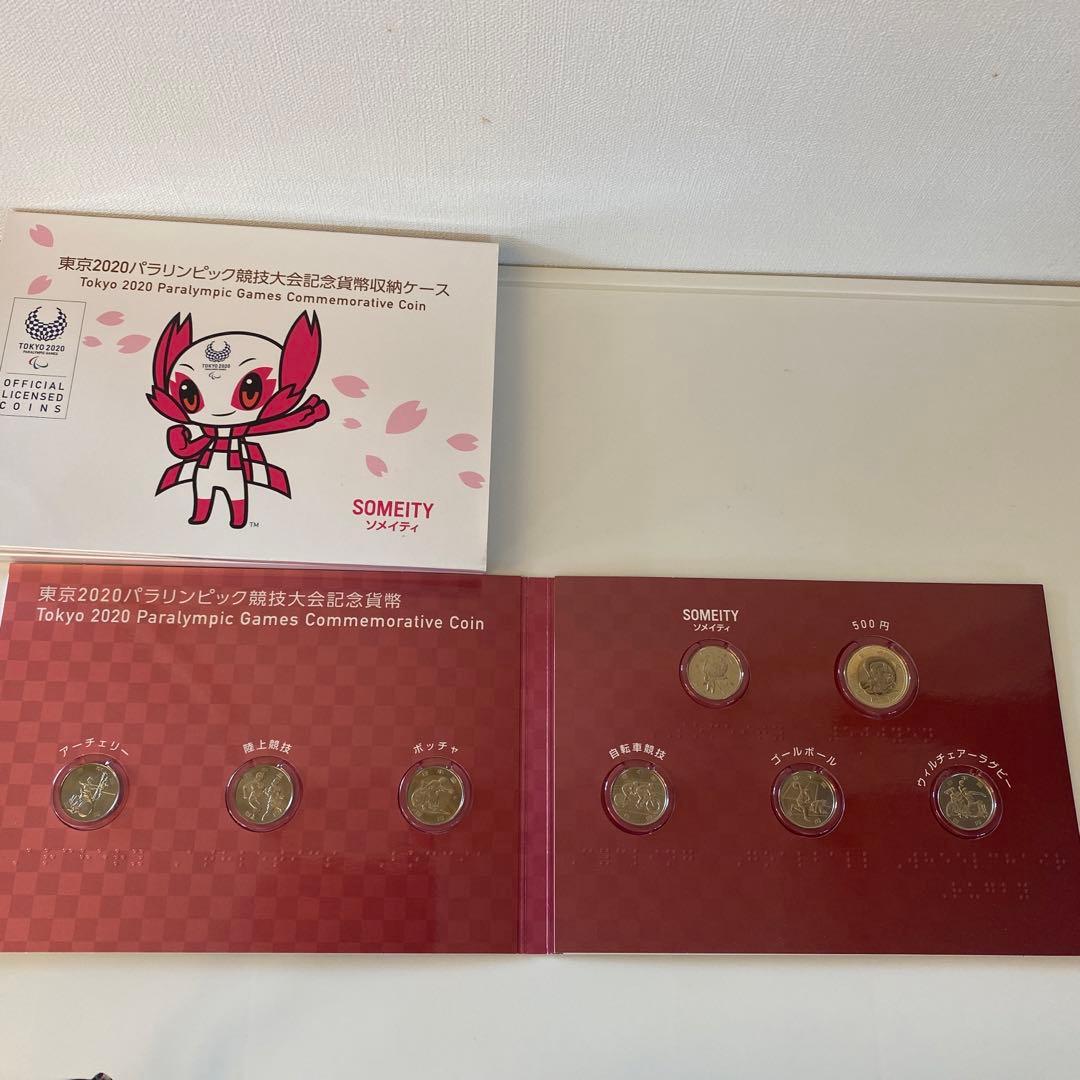 東京2020パラリンピック競技大会記念貨幣収納ケース
Tokyo 2020 Paralympic Games Commemorative Coin
TOKYO 2020
PARALYMPIC GAMES
OFFICIAL
LICENSED
COINS
TOKYO 2020
TM
SOMEITY
ソメイティ
東京2020パラリンピック競技大会記念貨幣
Tokyo 2020 Paralympic Games Commemorative Coin
アーチェリー
陸上競技
ボッチャ
SOMEITY
ソメイティ
500円
自転車競技
ゴールボール
ウィルチェアーラグビー